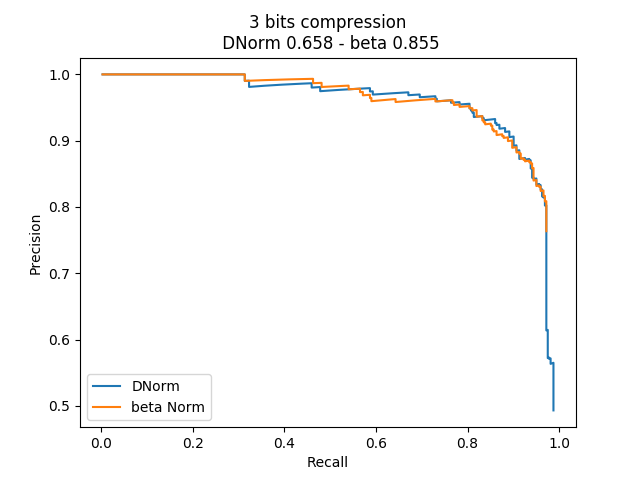 3 bits compression
DNorm 0.658 - beta 0.855
1.0
0.9
0.8
0.7
0.6
0.5
Precision
DNorm
beta Norm
0.0 0.2 0.4 0.6 0.8 1.0
Recall